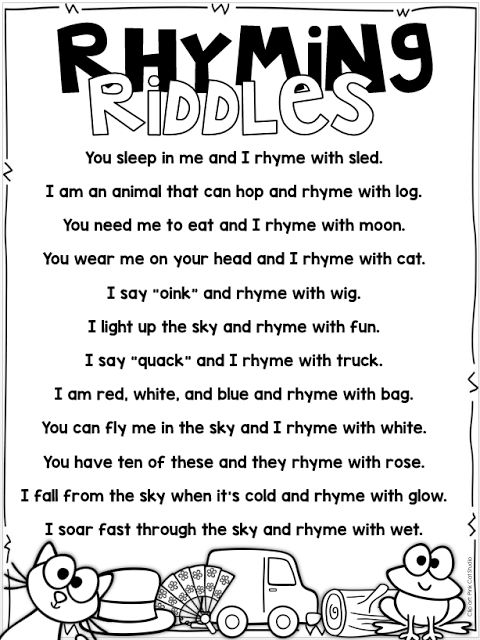 RHYMiNG
RiDDLeS
You sleep in me and I rhyme with sled.
I am an animal that can hop and rhyme with log.
You need me to eat and I rhyme with moon.
You wear me on your head and I rhyme with cat.
I say "oink" and rhyme with wig.
I light up the sky and rhyme with fun.
I say "quack" and I rhyme with truck.
I am red, white, and blue and rhyme with bag.
You can fly me in the sky and I rhyme with white.
You have ten of these and they rhyme with rose.
I fall from the sky when it's cold and rhyme with glow.
I soar fast through the sky and rhyme with wet.
Clip art: Pink Cat Studio